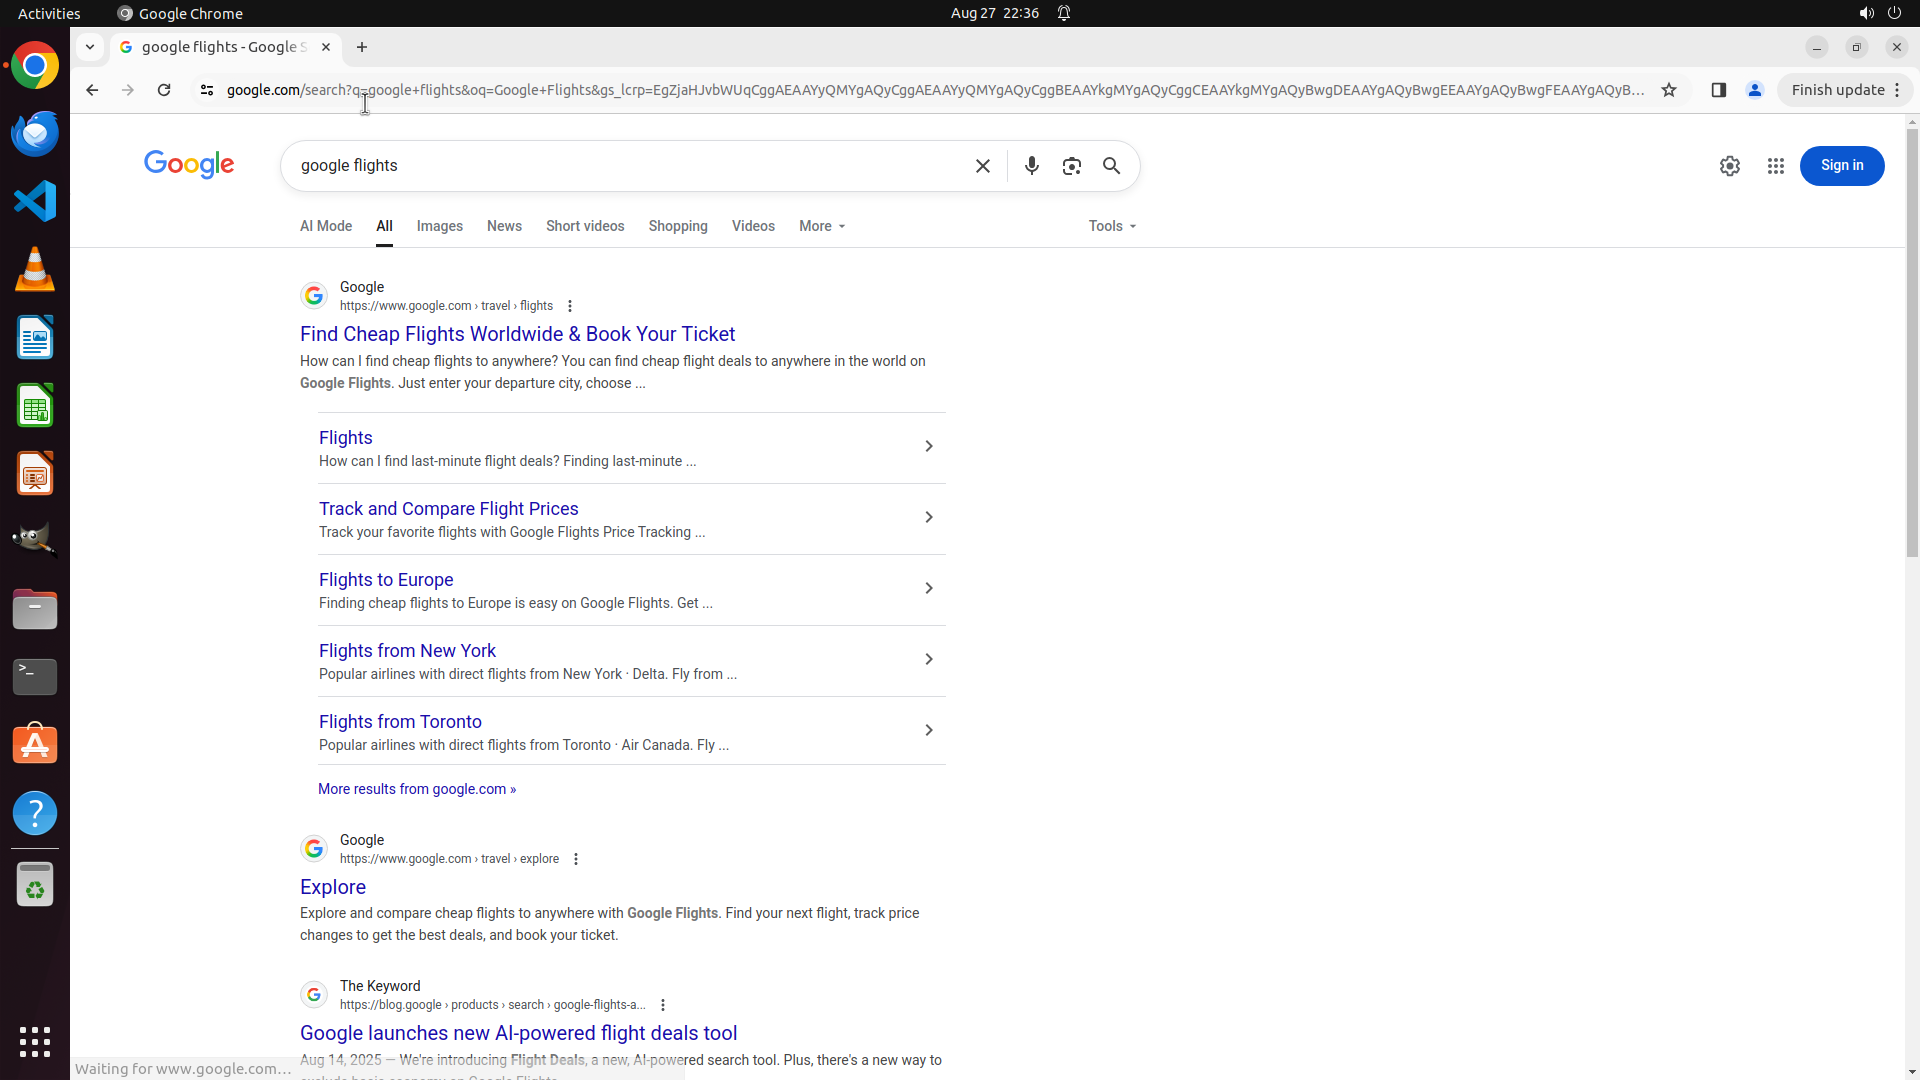 Activities
Google Chrome
Aug 27 22:36
google flights - Google S
google.com/search?q=google+flights&oq=Google+Flights&gs_lcrp=EgZjaHJvbWUqCggAEAAYyQMYgAQyCggAEAAYyQMYgAQyCggBEAAYkgMYgAQyCggCEAAYkgMYgAQyBwgDEAAYgAQyBwgEEAAYgAQyBwgFEAAYgAQyB...
Finish update
Google
google flights
Sign in
AI Mode
All
Images
News
Short videos
Shopping
Videos
More
Tools
Google
https://www.google.com › travel › flights
Find Cheap Flights Worldwide & Book Your Ticket
How can I find cheap flights to anywhere? You can find cheap flight deals to anywhere in the world on
Google Flights. Just enter your departure city, choose ...
Flights
How can I find last-minute flight deals? Finding last-minute ...
Track and Compare Flight Prices
Track your favorite flights with Google Flights Price Tracking ...
Flights to Europe
Finding cheap flights to Europe is easy on Google Flights. Get ...
Flights from New York
Popular airlines with direct flights from New York · Delta. Fly from ...
Flights from Toronto
Popular airlines with direct flights from Toronto · Air Canada. Fly ...
More results from google.com »
Google
https://www.google.com › travel › explore
Explore
Explore and compare cheap flights to anywhere with Google Flights. Find your next flight, track price
changes to get the best deals, and book your ticket.
The Keyword
https://blog.google › products › search › google-flights-a...
Google launches new AI-powered flight deals tool
Aug 14, 2025 — We're introducing Flight Deals, a new, AI-powered search tool. Plus, there's a new way to
Waiting for www.google.com...